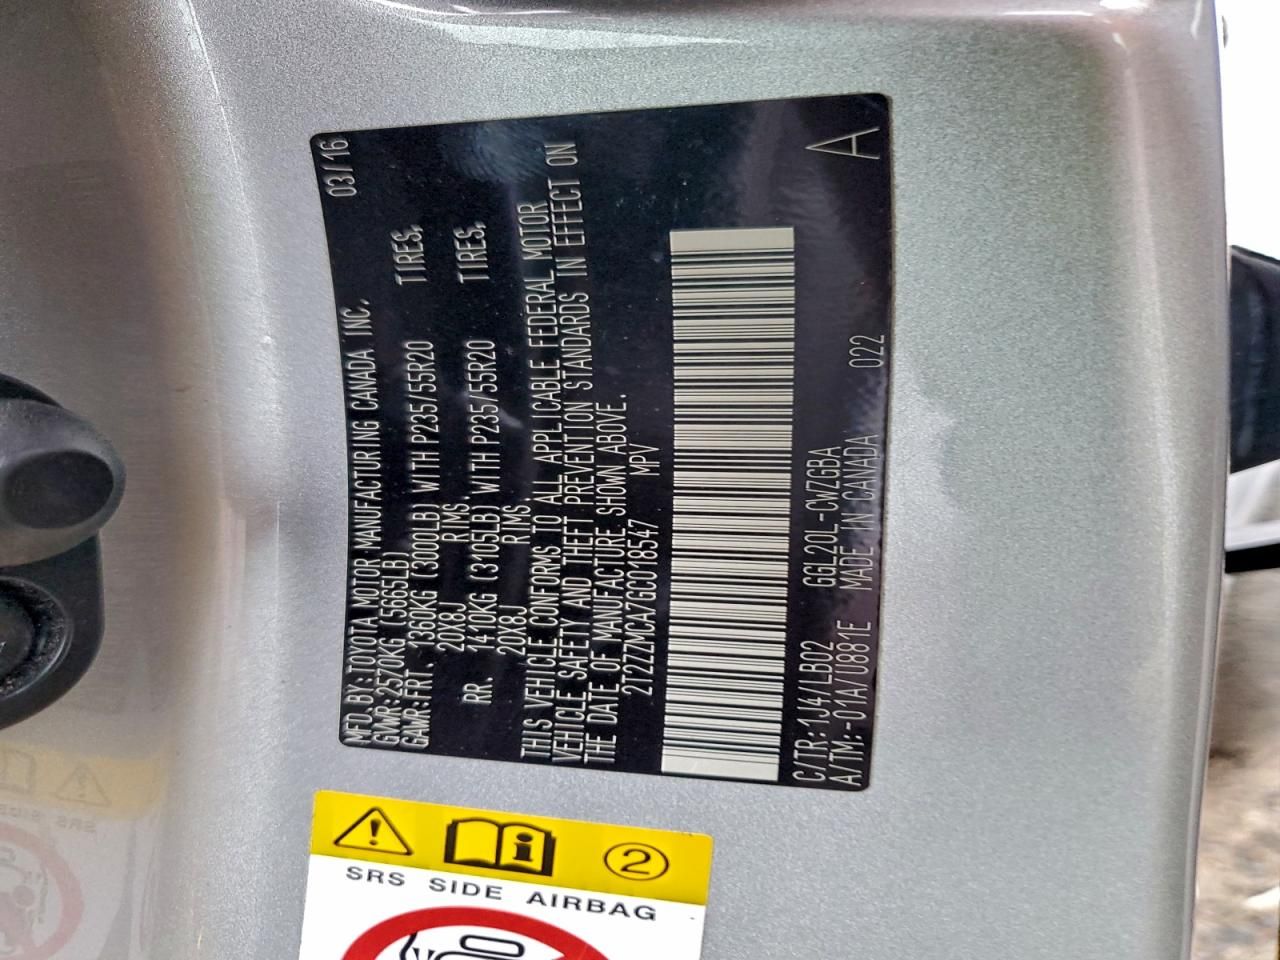 MFD.BY:TOYOTA MOTOR MANUFACTURING CANADA INC. 03/16
GVWR:2570KG (5665LB)
GAWR:FRT. 1360KG (3000LB) WITH P235/55R20 TIRES,
20X8J RIMS,
RR. 1410KG (3105LB) WITH P235/55R20 TIRES,
20X8J RIMS.
THIS VEHICLE CONFORMS TO ALL APPLICABLE FEDERAL MOTOR
VEHICLE SAFETY AND THEFT PREVENTION STANDARDS IN EFFECT ON
THE DATE OF MANUFACTURE SHOWN ABOVE.
2T2ZZMCA7GC018547 MPV
C/TR:1J4/LB02 GGL20L-CWZGBA
A/TM:-01A/U881E MADE IN CANADA 022 A
2
SRS SIDE AIRBAG